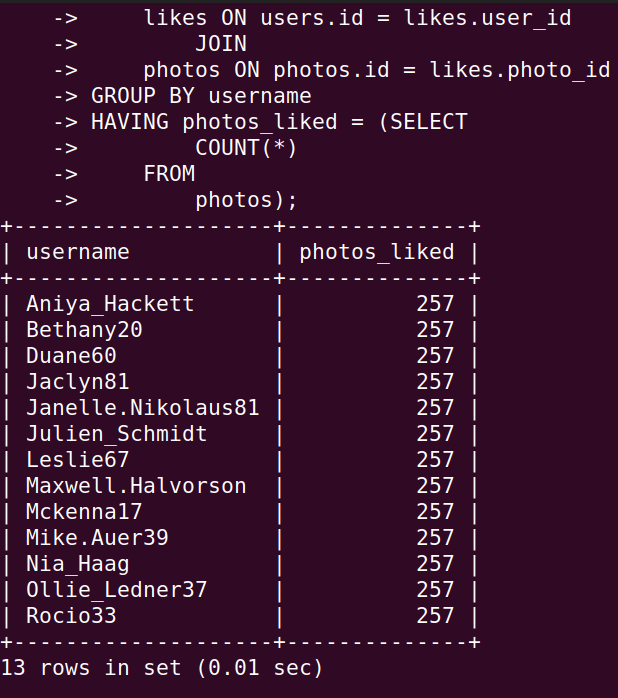 ->     likes ON users.id = likes.user_id
    ->         JOIN
    ->     photos ON photos.id = likes.photo_id
    -> GROUP BY username
    -> HAVING photos_liked = (SELECT
    ->         COUNT(*)
    ->     FROM
    ->         photos);
+--------------------+--------------+
| username           | photos_liked |
+--------------------+--------------+
| Aniya_Hackett      |          257 |
| Bethany20          |          257 |
| Duane60            |          257 |
| Jaclyn81           |          257 |
| Janelle.Nikolaus81 |          257 |
| Julien_Schmidt     |          257 |
| Leslie67           |          257 |
| Maxwell.Halvorson  |          257 |
| Mckenna17          |          257 |
| Mike.Auer39        |          257 |
| Nia_Haag           |          257 |
| Ollie_Ledner37     |          257 |
| Rocio33            |          257 |
+--------------------+--------------+
13 rows in set (0.01 sec)